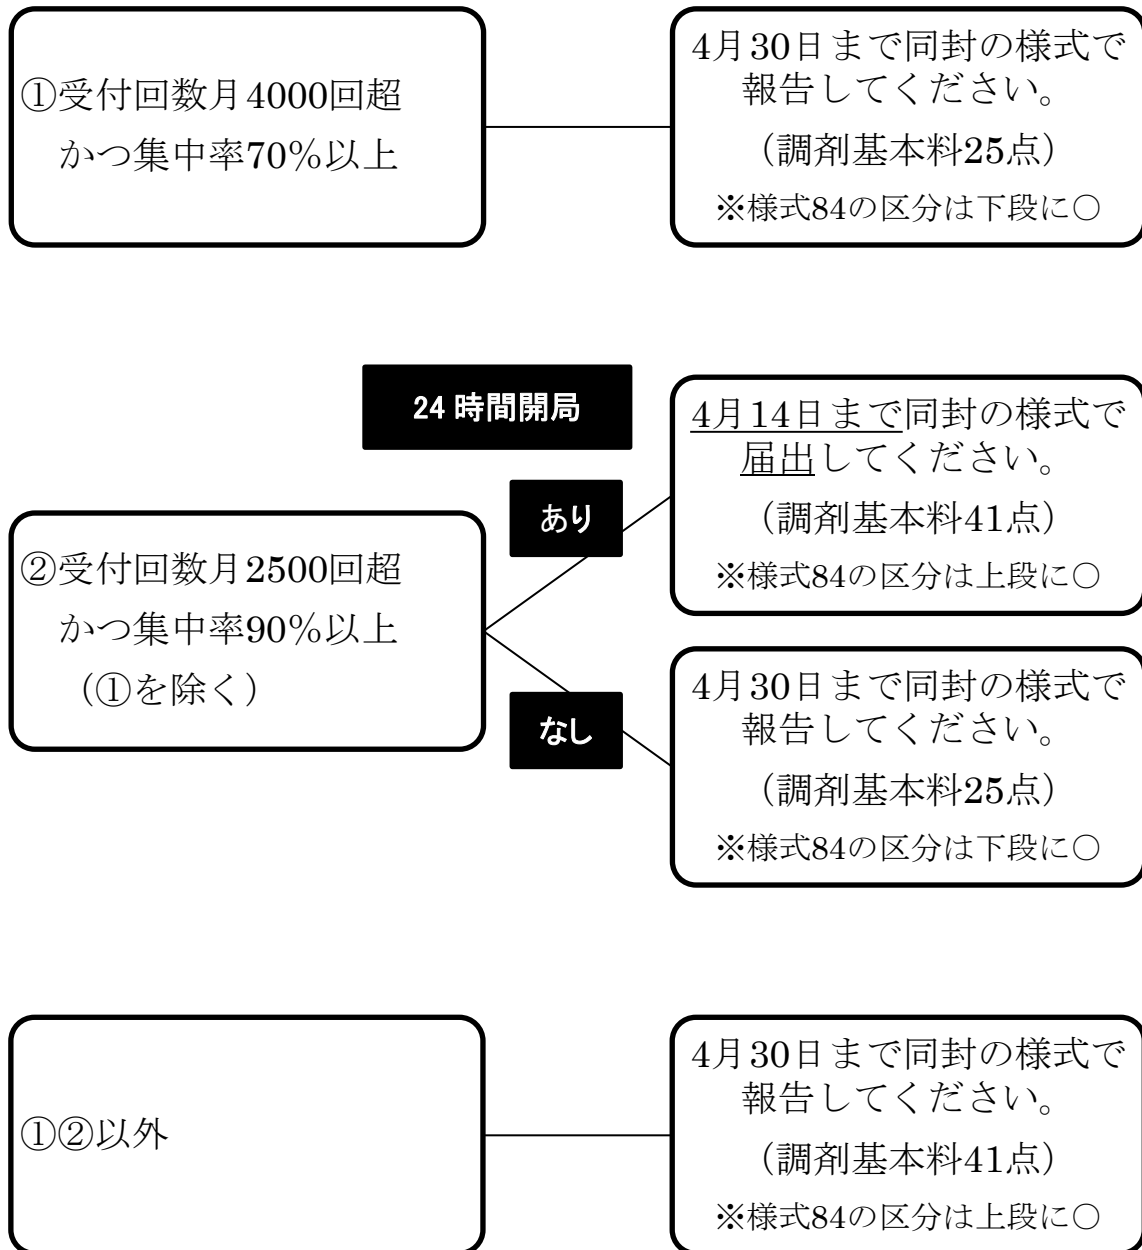 ①受付回数月4000回超
かつ集中率70%以上
4月30日まで同封の様式で
報告してください。
（調剤基本料25点）
※様式84の区分は下段に○
24 時間開局
②受付回数月2500回超
かつ集中率90%以上
（①を除く）
あり
4月14日まで同封の様式で
届出してください。
（調剤基本料41点）
※様式84の区分は上段に○
なし
4月30日まで同封の様式で
報告してください。
（調剤基本料25点）
※様式84の区分は下段に○
①②以外
4月30日まで同封の様式で
報告してください。
（調剤基本料41点）
※様式84の区分は上段に○